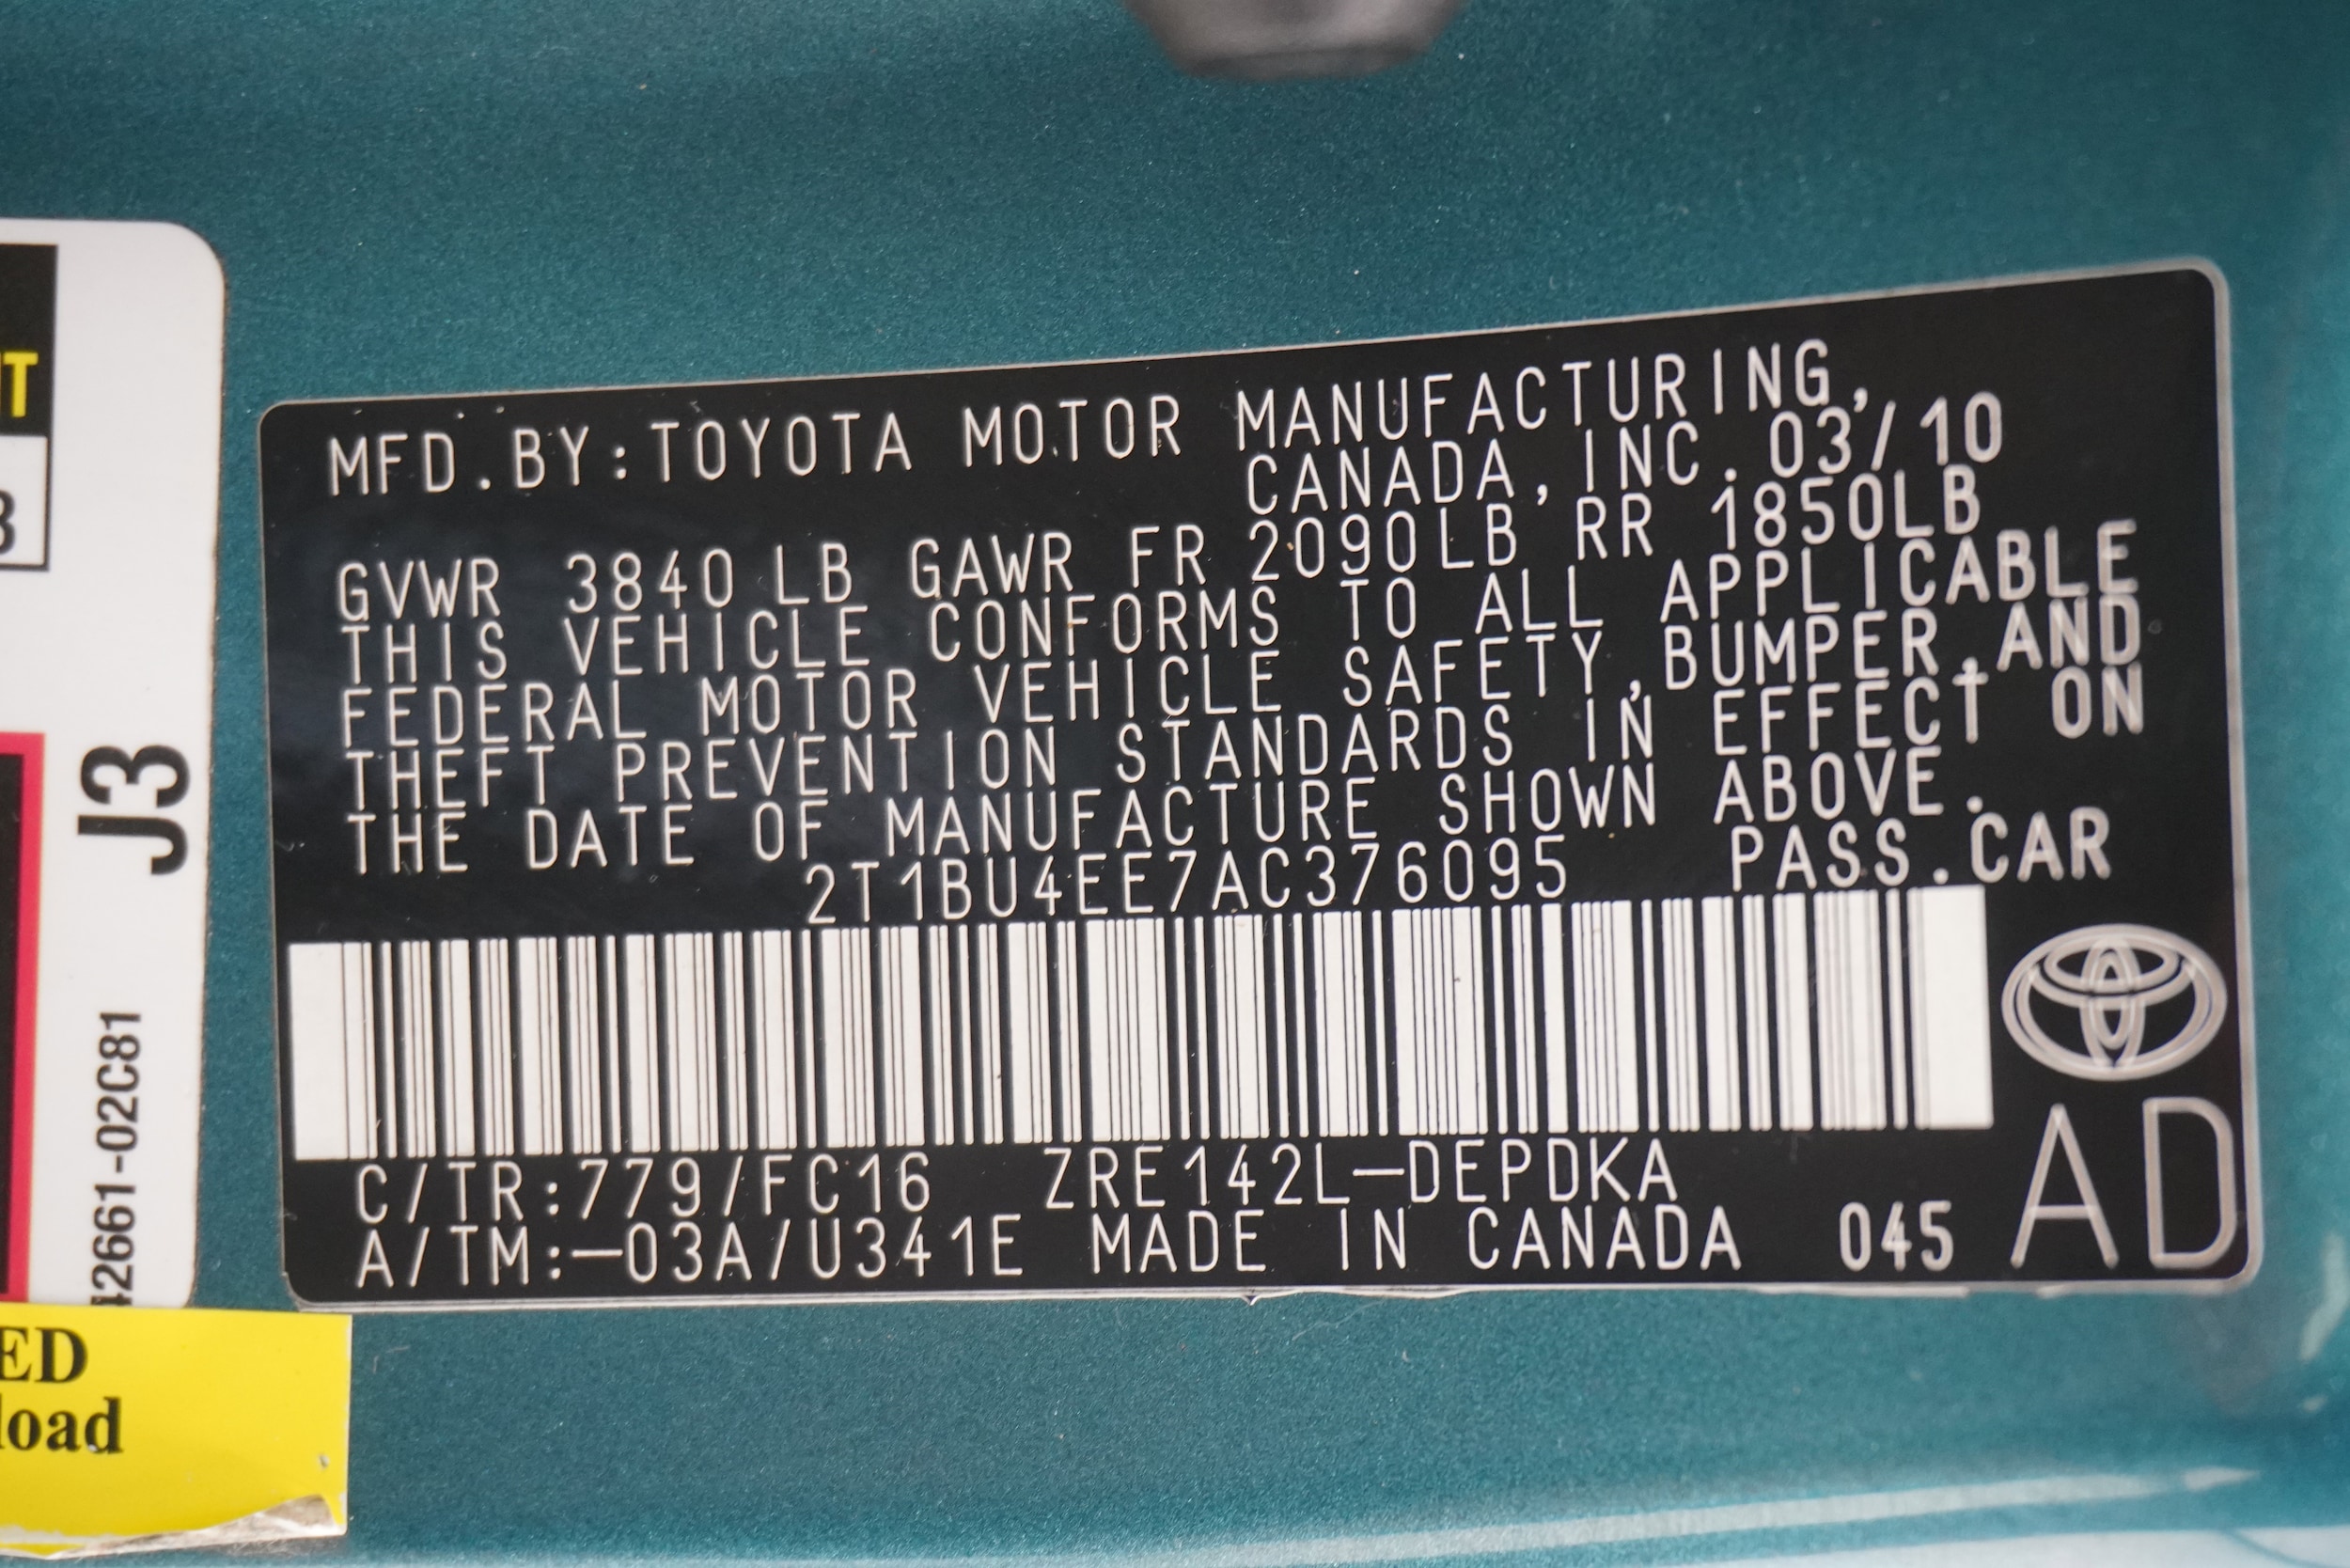 MFD.BY:TOYOTA MOTOR MANUFACTURING,
CANADA,INC.03/10
GVWR 3840LB GAWR FR 2090LB RR 1850LB
THIS VEHICLE CONFORMS TO ALL APPLICABLE
FEDERAL MOTOR VEHICLE SAFETY,BUMPER,AND
THEFT PREVENTION STANDARDS IN EFFECT ON
THE DATE OF MANUFACTURE SHOWN ABOVE.
2T1BU4EE7AC376095 PASS.CAR
C/TR:779/FC16 ZRE142L-DEPDKA
A/TM:-03A/U341E MADE IN CANADA 045
AD
J3
42661-02C81
ED
load